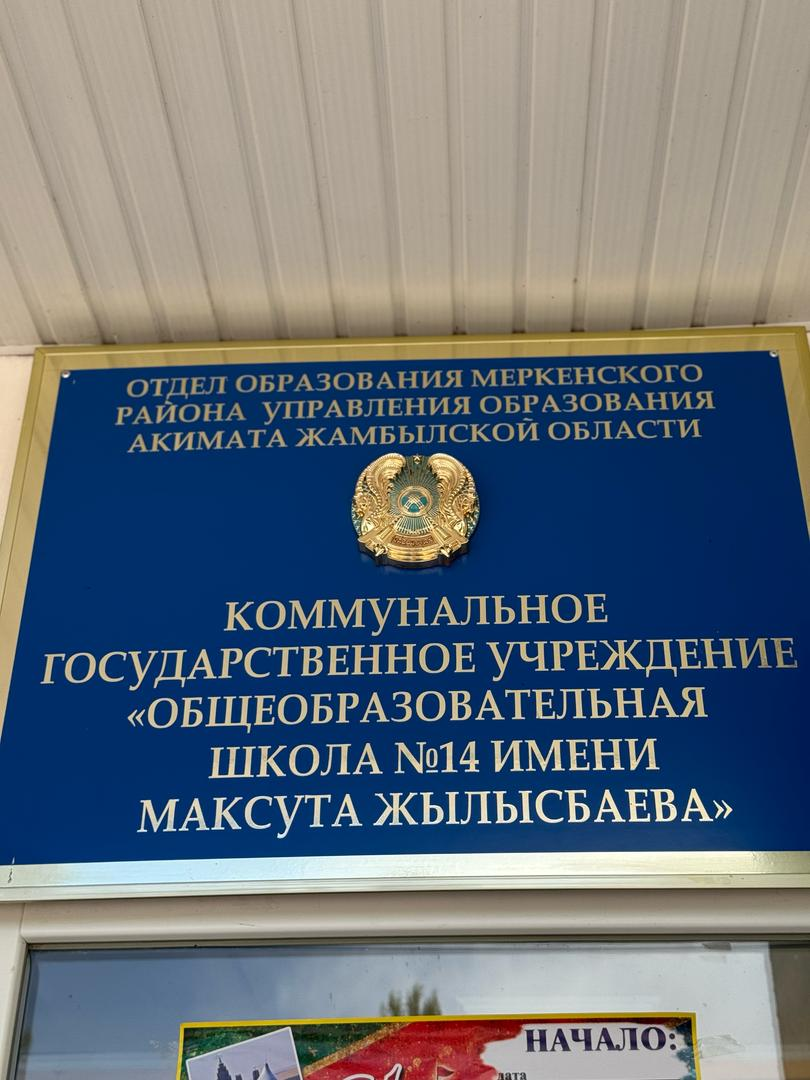 ОТДЕЛ ОБРАЗОВАНИЯ МЕРКЕНСКОГО
РАЙОНА УПРАВЛЕНИЯ ОБРАЗОВАНИЯ
АКИМАТА ЖАМБЫЛСКОЙ ОБЛАСТИ
КОММУНАЛЬНОЕ
ГОСУДАРСТВЕННОЕ УЧРЕЖДЕНИЕ
«ОБЩЕОБРАЗОВАТЕЛЬНАЯ
ШКОЛА №14 ИМЕНИ
МАКСУТА ЖЫЛЫСБАЕВА»
НАЧАЛО:
дата